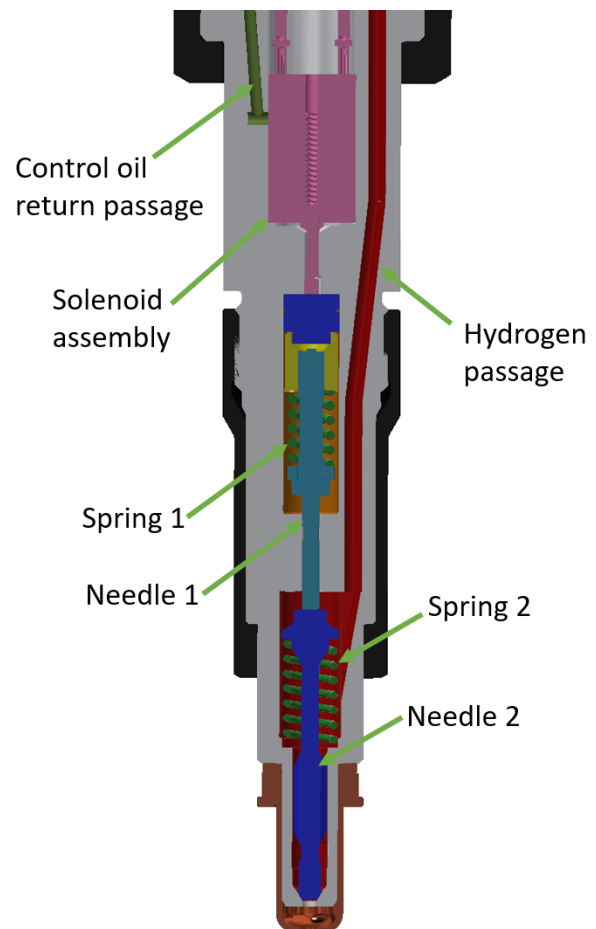 Control oil
return passage
Solenoid
assembly
Hydrogen
passage
Spring 1
Needle 1
Spring 2
Needle 2